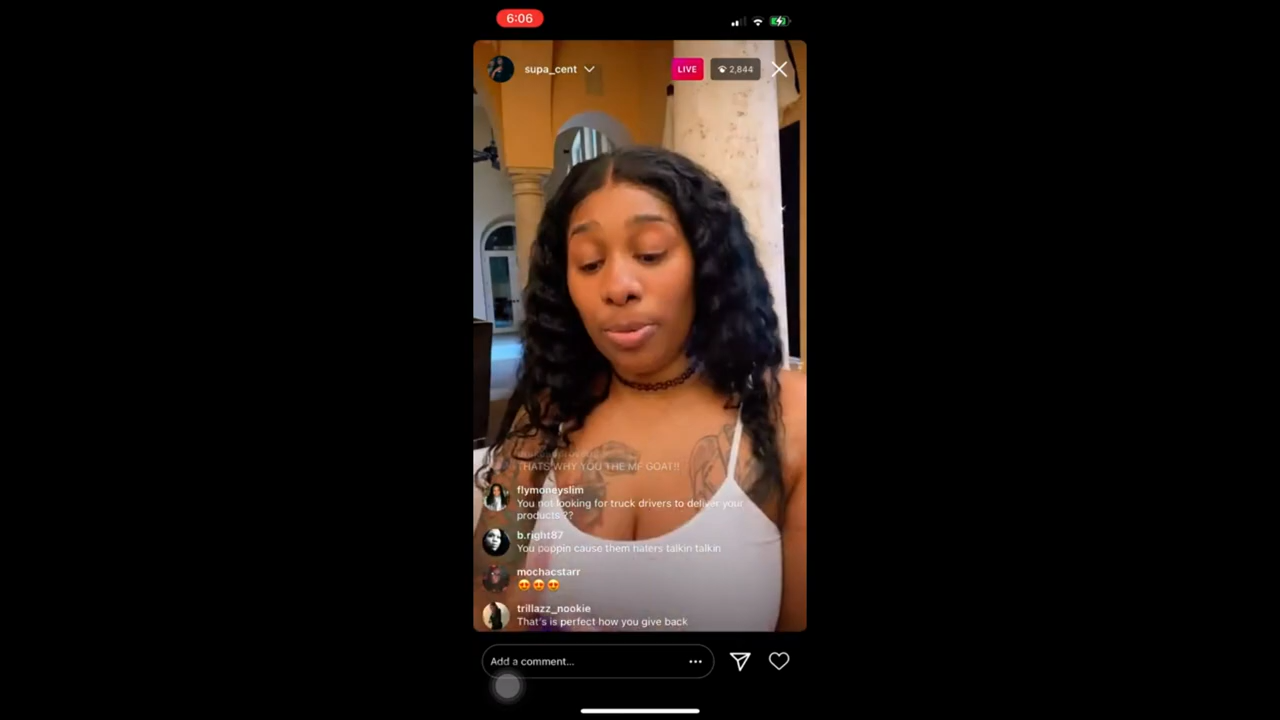 6:06
supa_cent
LIVE
2,844
THATS WHY YOU THE MF GOAT!!
flymoneyslim
You not looking for truck drivers to deliver your
products ??
b.right87
You poppin cause them haters talkin talkin
mochacstarr
😍😍😍
trillazz_nookie
That's is perfect how you give back
Add a comment...